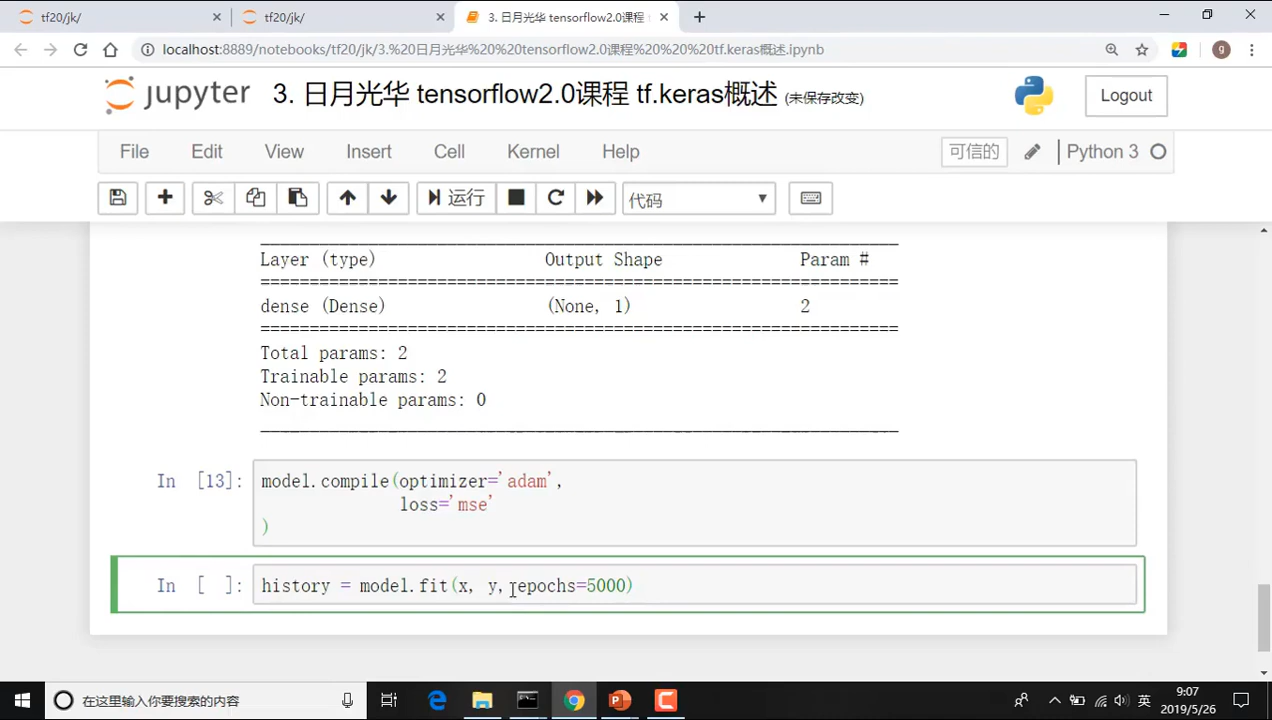 tf20/jk/
tf20/jk/
3. 日月光华 tensorflow2.0课程
localhost:8889/notebooks/tf20/jk/3.%20日月光华%20%20tensorflow2.0课程%20%20%20tf.keras概述.ipynb
g
jupyter 3. 日月光华 tensorflow2.0课程 tf.keras概述 (未保存改变)
Logout
File Edit View Insert Cell Kernel Help
可信的 Python 3
运行 代码
Layer (type) Output Shape Param #
=================================================================
dense (Dense) (None, 1) 2
=================================================================
Total params: 2
Trainable params: 2
Non-trainable params: 0
In [13]: model.compile(optimizer='adam',
loss='mse'
)
In [ ]: history = model.fit(x, y, epochs=5000)
在这里输入你要搜索的内容
英
9:07
2019/5/26